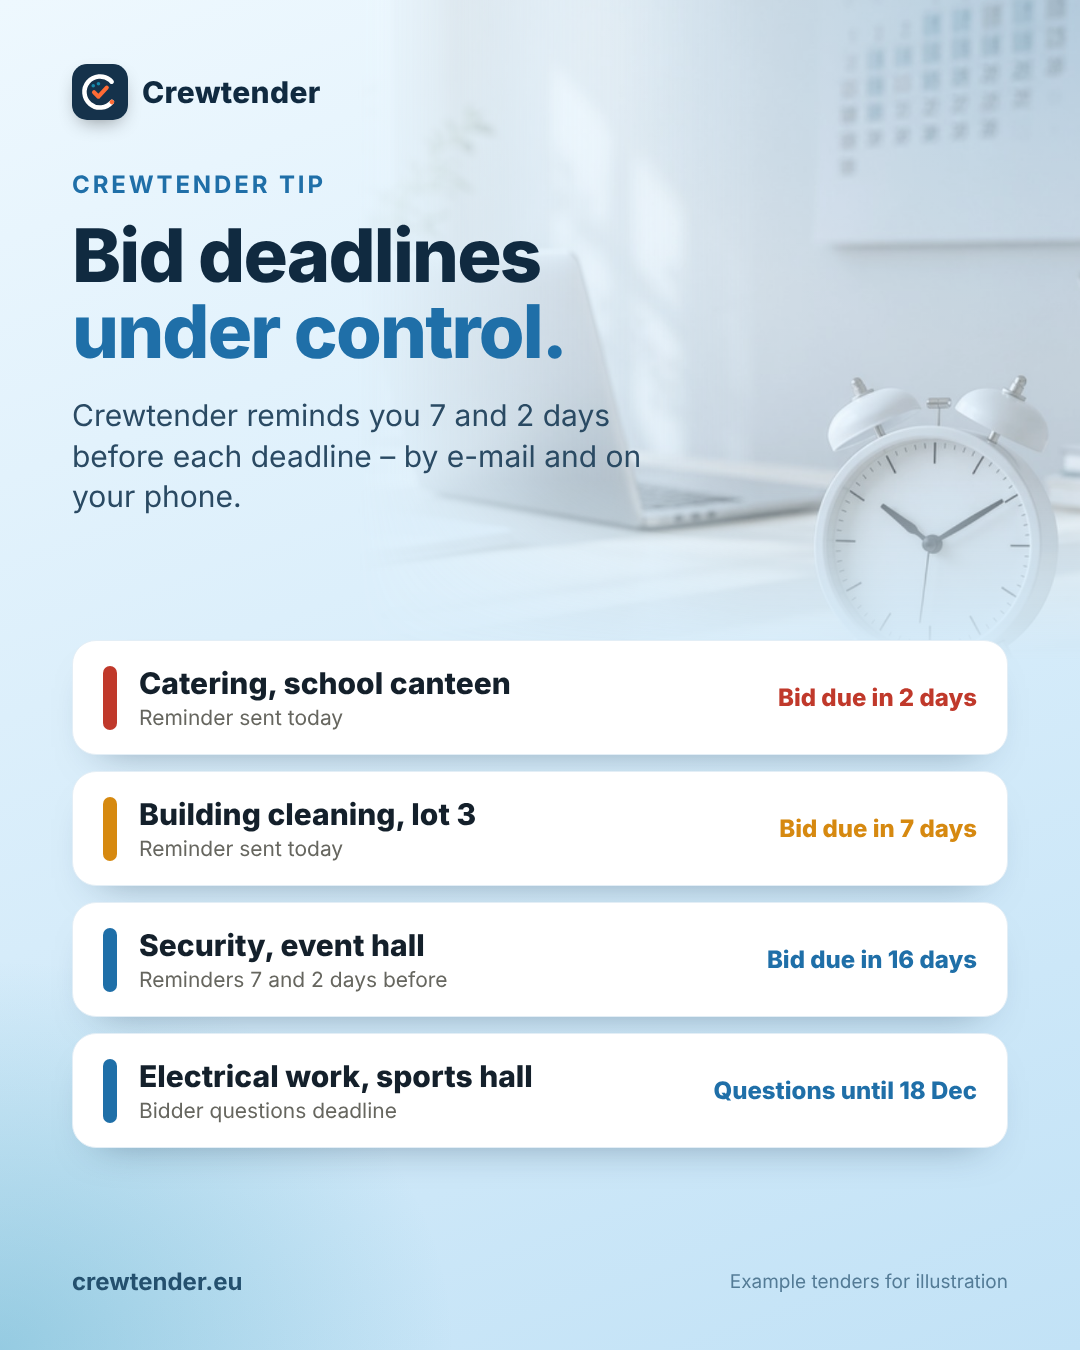 Crewtender
CREWTENDER TIP
Bid deadlines
under control.
Crewtender reminds you 7 and 2 days
before each deadline – by e-mail and on
your phone.
Catering, school canteen
Reminder sent today
Bid due in 2 days
Building cleaning, lot 3
Reminder sent today
Bid due in 7 days
Security, event hall
Reminders 7 and 2 days before
Bid due in 16 days
Electrical work, sports hall
Bidder questions deadline
Questions until 18 Dec
crewtender.eu
Example tenders for illustration